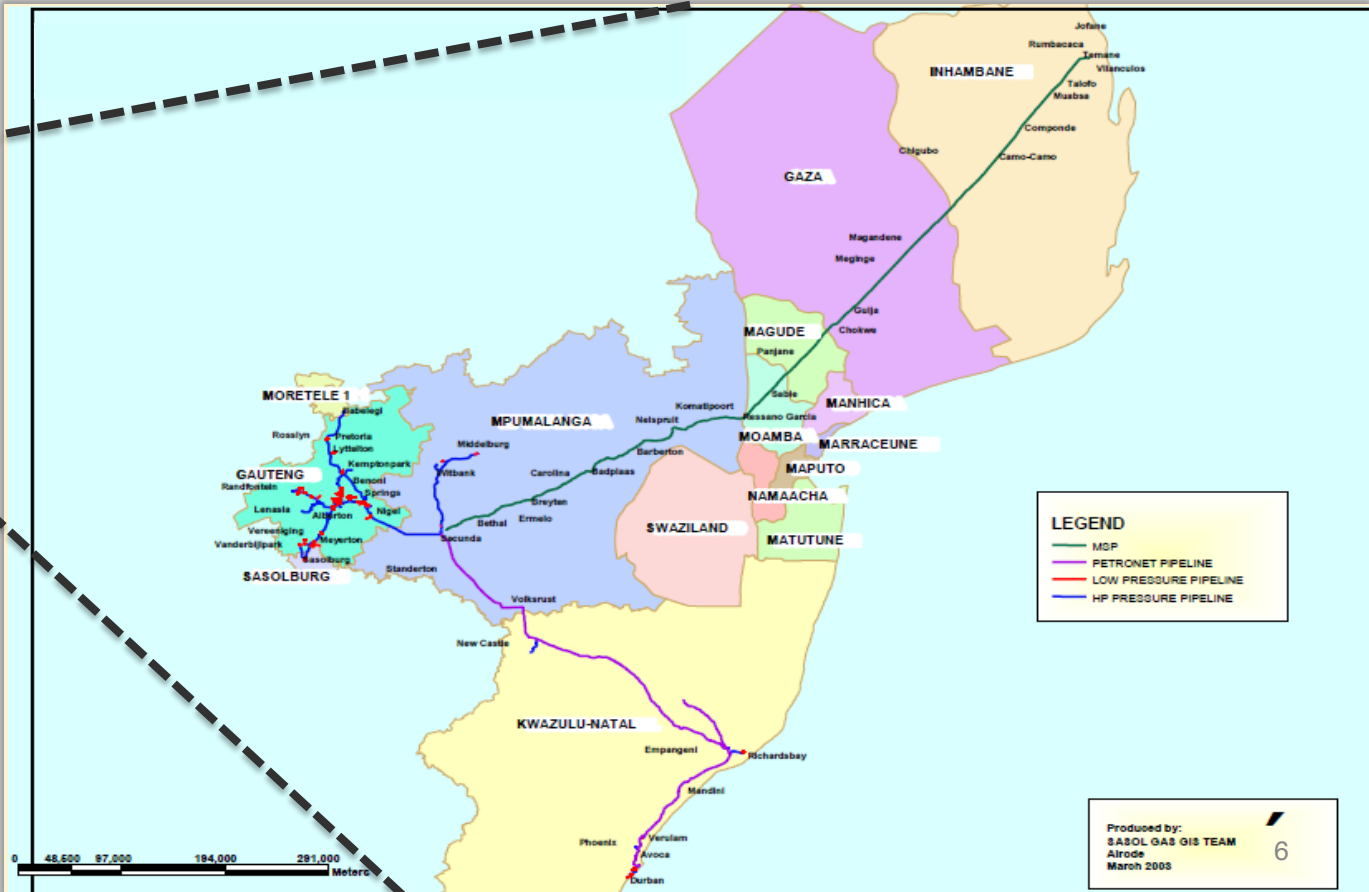 Jofane
Rumbacaca
Temane
INHAMBANE
Vilanculos
Talofo
Muabsa
Componde
Chigubo
Camo-Camo
GAZA
Magandene
Meginge
Guija
MAGUDE
Chokwe
Panjane
MORETELE 1
Sable
MANHICA
Babelegi
Komatipoort
Ressano Garcia
MPUMALANGA
Nelspruit
Rosslyn
Pretoria
MOAMBA
MARRACEUNE
Lyttelton
Middelburg
Barberton
Kemptonpark
MAPUTO
GAUTENG
Witbank
Carolina
Badplaas
Benoni
Randfontein
Springs
NAMAACHA
Breyten
Lenasia
Alberton
Nigel
Bethal
Ermelo
SWAZILAND
Vereeniging
Meyerton
Secunda
MATUTUNE
Vanderbijlpark
Sasolburg
SASOLBURG
Standerton
LEGEND
MSP
PETRONET PIPELINE
LOW PRESSURE PIPELINE
HP PRESSURE PIPELINE
Volksrust
New Castle
KWAZULU-NATAL
Empangeni
Richardsbay
Mandini
Phoenix
Verulam
Avoca
Durban
0 48,500 97,000 194,000 291,000
Meters
Produced by:
SASOL GAS GIS TEAM
Alrode
March 2003
6